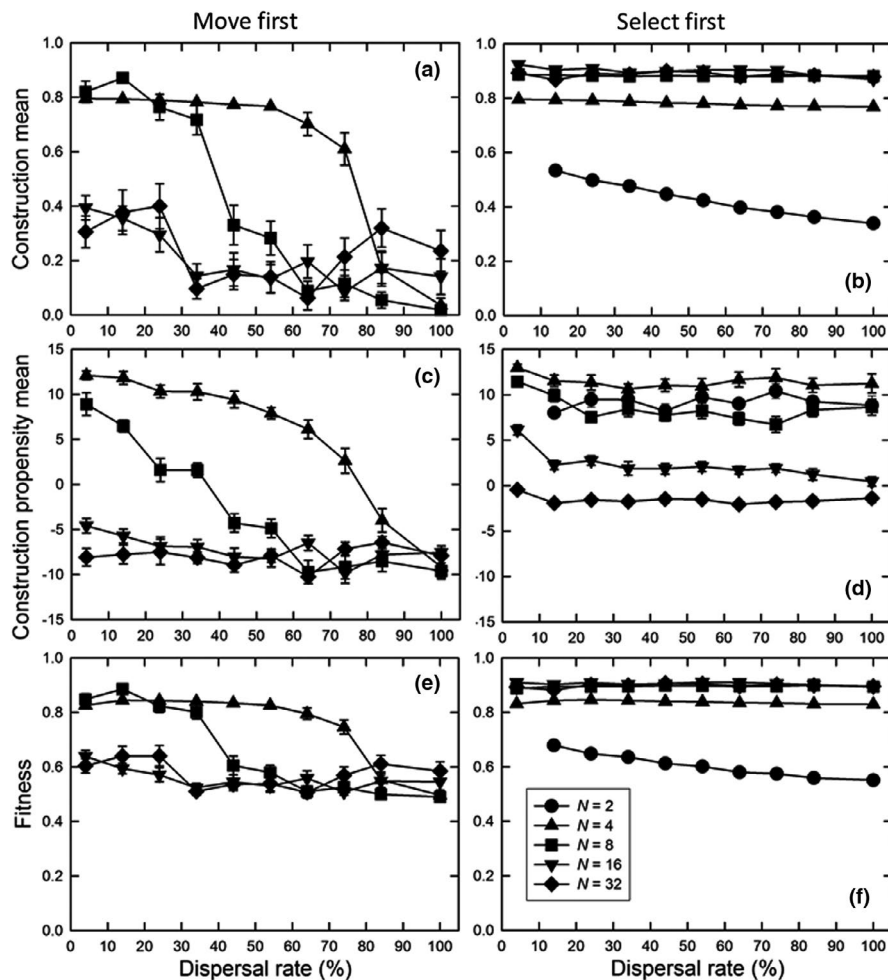 Move first
Select first
Construction mean
1.0
0.8
0.6
0.4
0.2
0.0
(a)
0 10 20 30 40 50 60 70 80 90 100
1.0
0.8
0.6
0.4
0.2
0.0
(b)
0 10 20 30 40 50 60 70 80 90 100
Construction propensity mean
15
10
5
0
-5
-10
-15
(c)
0 10 20 30 40 50 60 70 80 90 100
15
10
5
0
-5
-10
-15
(d)
0 10 20 30 40 50 60 70 80 90 100
Fitness
1.0
0.8
0.6
0.4
0.2
0.0
(e)
0 10 20 30 40 50 60 70 80 90 100
Dispersal rate (%)
1.0
0.8
0.6
0.4
0.2
0.0
N = 2
N = 4
N = 8
N = 16
N = 32
(f)
0 10 20 30 40 50 60 70 80 90 100
Dispersal rate (%)